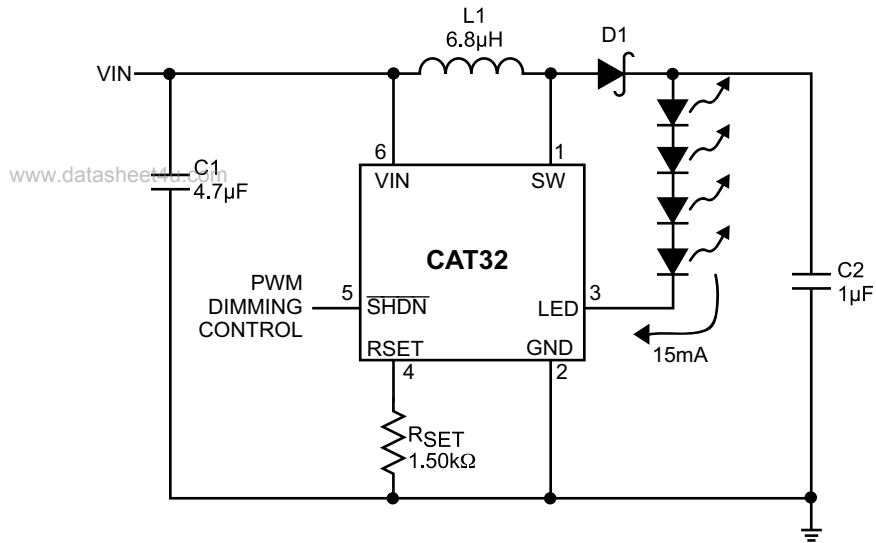 L1
6.8µH
D1
VIN
6
1
www.datasheet4u.com
C1
4.7µF
VIN
SW
CAT32
PWM
DIMMING
CONTROL
5
SHDN
3
LED
C2
1µF
15mA
RSET
GND
4
2
RSET
1.50kΩ